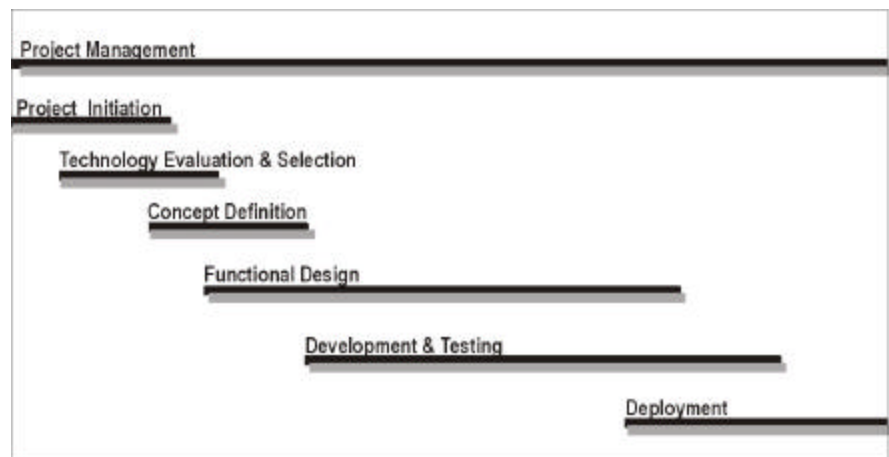 Project Management
Project Initiation
Technology Evaluation & Selection
Concept Definition
Functional Design
Development & Testing
Deployment